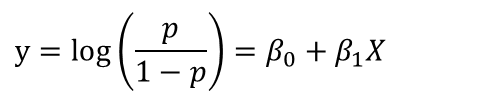 y = log(p / (1 − p)) = β₀ + β₁X